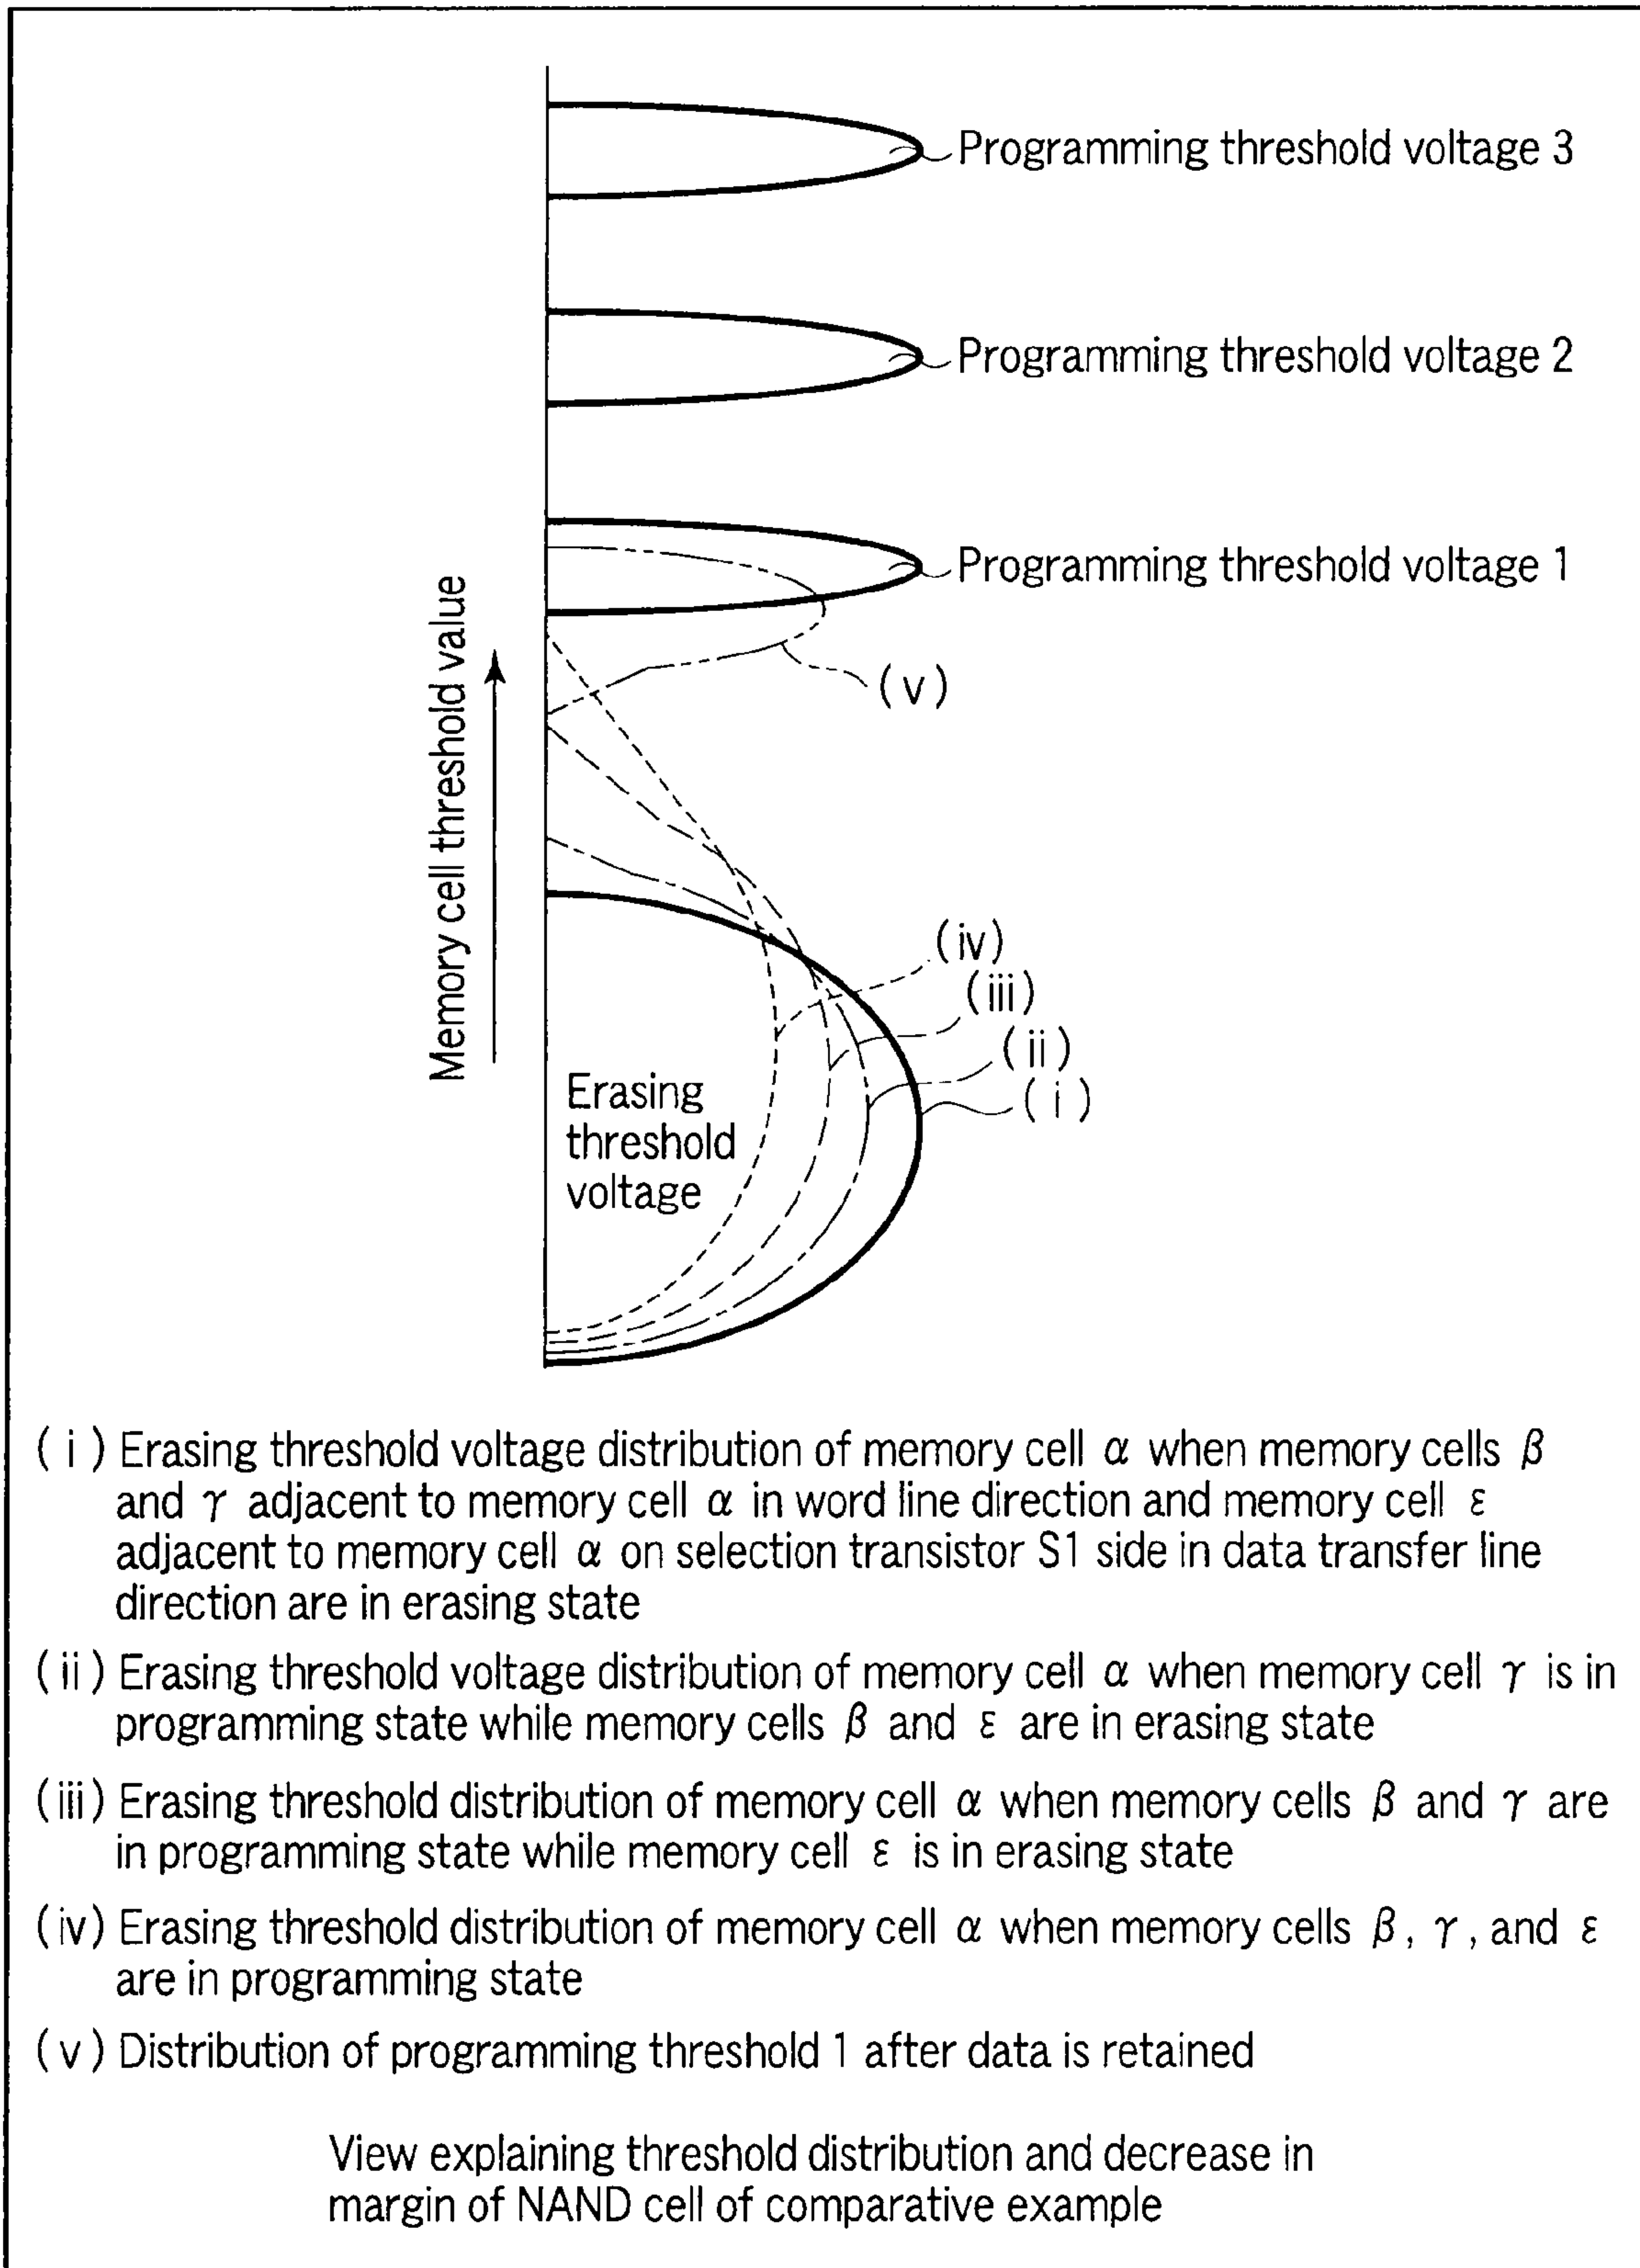 Programming threshold voltage 3
Programming threshold voltage 2
Programming threshold voltage 1
Memory cell threshold value
(v)
(iv)
(iii)
(ii)
(i)
Erasing
threshold
voltage
(i) Erasing threshold voltage distribution of memory cell α when memory cells β
and γ adjacent to memory cell α in word line direction and memory cell ε
adjacent to memory cell α on selection transistor S1 side in data transfer line
direction are in erasing state
(ii) Erasing threshold voltage distribution of memory cell α when memory cell γ is in
programming state while memory cells β and ε are in erasing state
(iii) Erasing threshold distribution of memory cell α when memory cells β and γ are
in programming state while memory cell ε is in erasing state
(iv) Erasing threshold distribution of memory cell α when memory cells β, γ, and ε
are in programming state
(v) Distribution of programming threshold 1 after data is retained
View explaining threshold distribution and decrease in
margin of NAND cell of comparative example